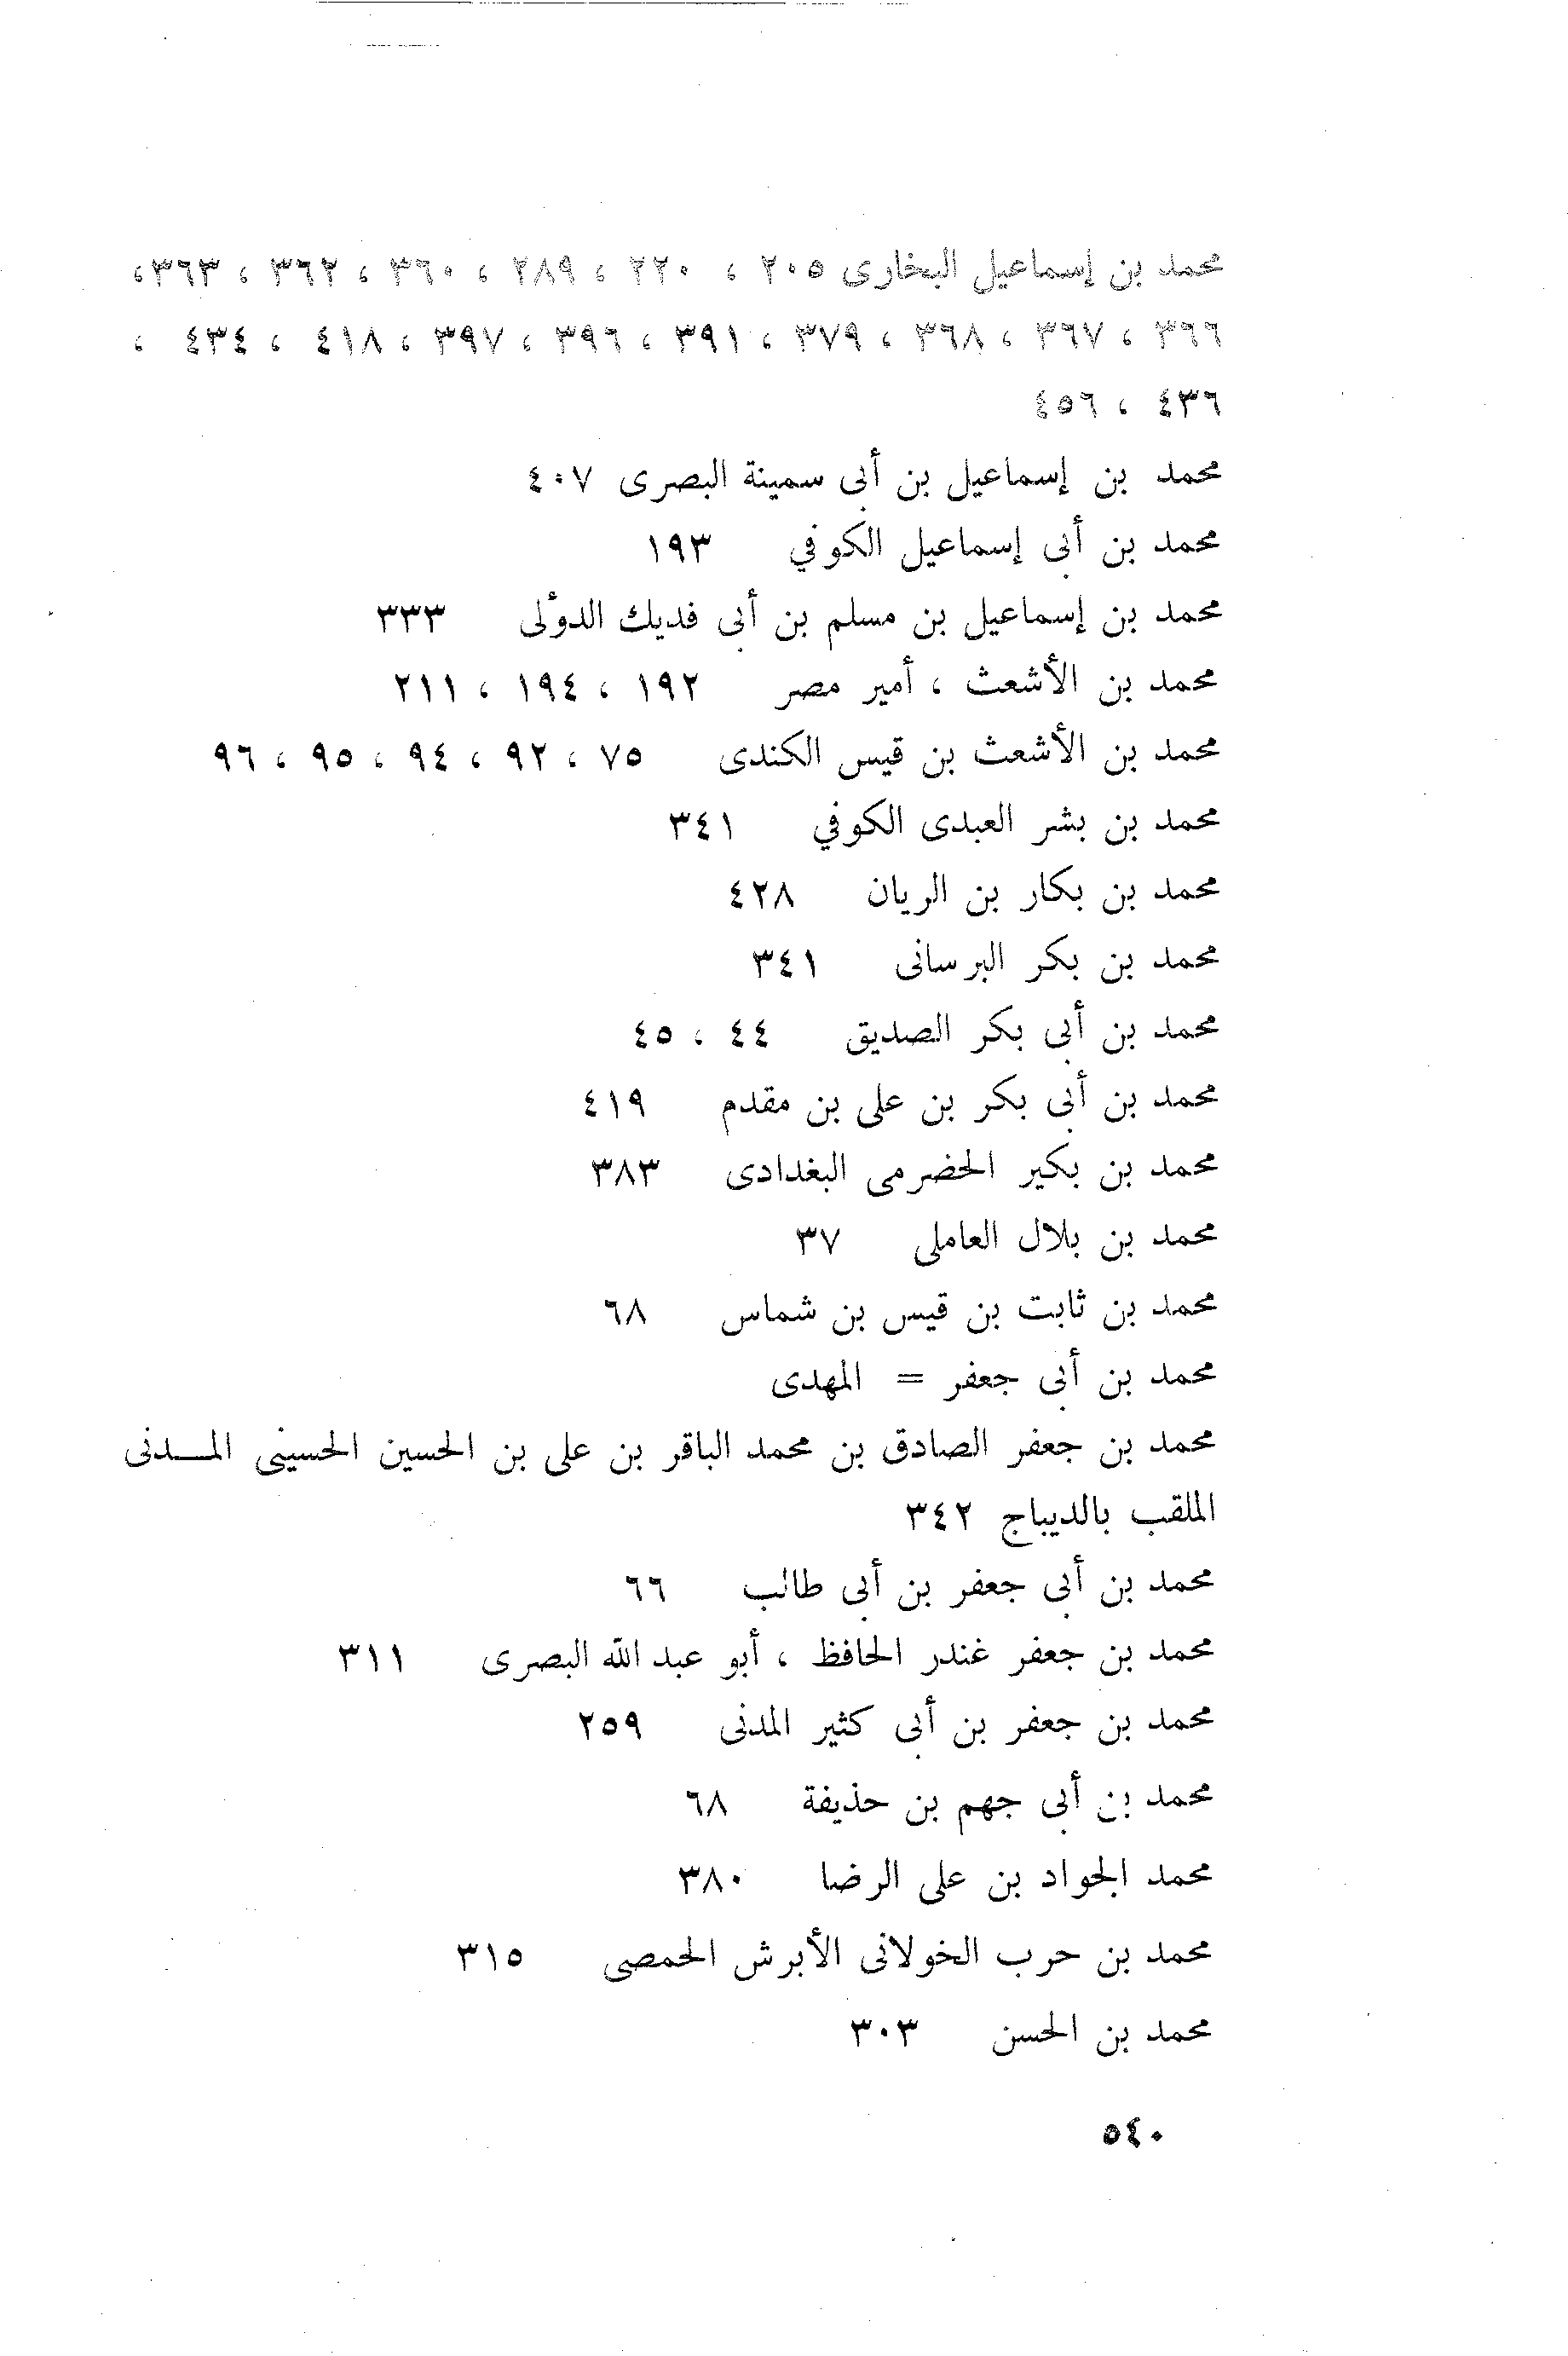 محمد بن إسماعيل البخارى ٢٠٥ ، ٢٢٠ ، ٢٨٩ ، ٣٦٠ ، ٣٦٢ ، ٣٦٣،
٣٦٦ ، ٣٦٧ ، ٣٦٨ ، ٣٧٩ ، ٣٩١ ، ٣٩٦ ، ٣٩٧ ، ٤١٨ ، ٤٣٤ ،
٤٣٦ ، ٤٥٦
محمد بن إسماعيل بن أبى سمينة البصرى ٤٠٧
محمد بن أبى إسماعيل الكوفي ١٩٣
محمد بن إسماعيل بن مسلم بن أبى فديك الدوٴلى ٣٣٣
محمد بن الأشعث ، أمير مصر ١٩٢ ، ١٩٤ ، ٢١١
محمد بن الأشعث بن قيس الكندى ٧٥ ، ٩٢ ، ٩٤ ، ٩٥ ، ٩٦
محمد بن بشر العبدى الكوفي ٣٤١
محمد بن بكار بن الريان ٤٢٨
محمد بن بكر البرسانى ٣٤١
محمد بن أبى بكر الصديق ٤٤ ، ٤٥
محمد بن أبى بكر بن على بن مقدم ٤١٩
محمد بن بكير الحضرمى البغدادى ٣٨٣
محمد بن بلال العاملى ٣٧
محمد بن ثابت بن قيس بن شماس ٦٨
محمد بن أبى جعفر = المهدى
محمد بن جعفر الصادق بن محمد الباقر بن على بن الحسين الحسينى المـــدنى
الملقب بالديباج ٣٤٢
محمد بن أبى جعفر بن أبى طالب ٦٦
محمد بن جعفر غندر الحافظ ، أبو عبد الله البصرى ٣١١
محمد بن جعفر بن أبى كثير المدنى ٢٥٩
محمد بن أبى جهم بن حذيفة ٦٨
محمد الجواد بن على الرضا ٣٨٠
محمد بن حرب الخولانى الأبرش الحمصى ٣١٥
محمد بن الحسن ٣٠٣
٥٤٠